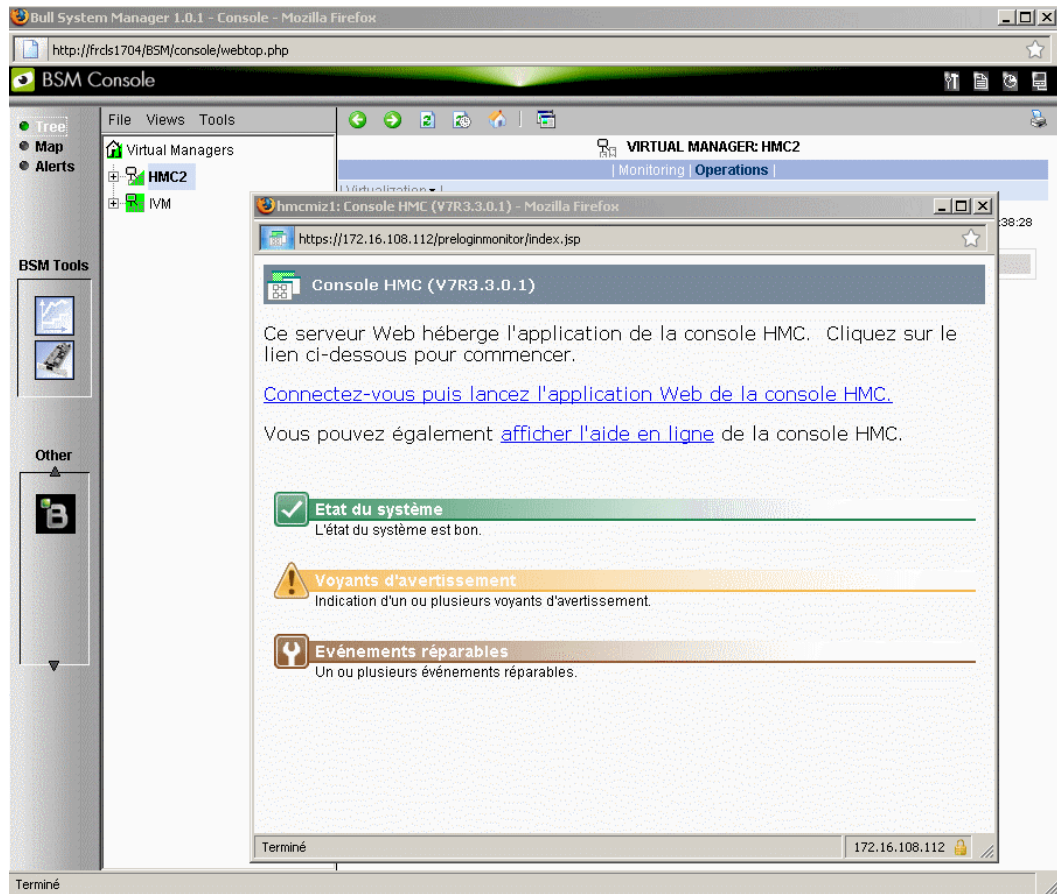 Bull System Manager 1.0.1 - Console - Mozilla Firefox
http://frcls1704/BSM/console/webtop.php
BSM Console
Tree
Map
Alerts
BSM Tools
Other
B
File Views Tools
Virtual Managers
HMC2
IVM
VIRTUAL MANAGER: HMC2
| Monitoring | Operations |
Virtualization
:38:28
hmcmiz1: Console HMC (V7R3.3.0.1) - Mozilla Firefox
https://172.16.108.112/preloginmonitor/index.jsp
Console HMC (V7R3.3.0.1)
Ce serveur Web héberge l'application de la console HMC. Cliquez sur le
lien ci-dessous pour commencer.
Connectez-vous puis lancez l'application Web de la console HMC.
Vous pouvez également afficher l'aide en ligne de la console HMC.
Etat du système
L'état du système est bon.
Voyants d'avertissement
Indication d'un ou plusieurs voyants d'avertissement.
Evénements réparables
Un ou plusieurs événements réparables.
Terminé
172.16.108.112
Terminé